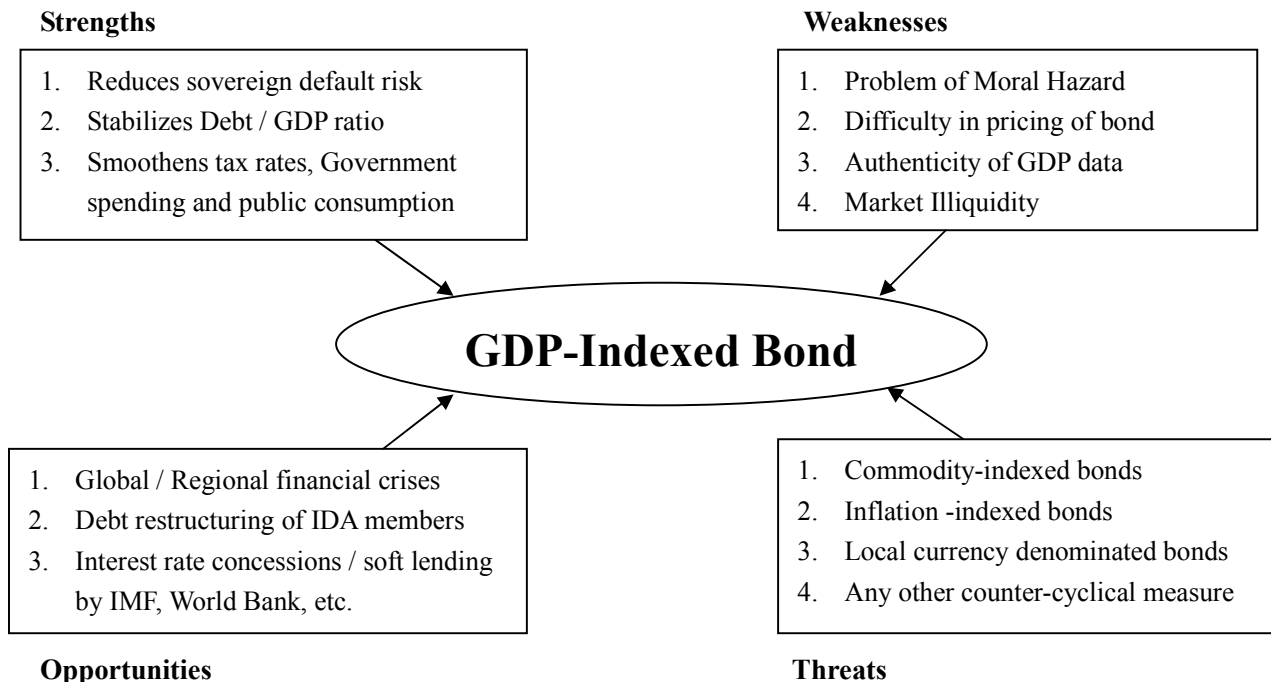 Strengths
1. Reduces sovereign default risk
2. Stabilizes Debt / GDP ratio
3. Smoothens tax rates, Government
spending and public consumption
Weaknesses
1. Problem of Moral Hazard
2. Difficulty in pricing of bond
3. Authenticity of GDP data
4. Market Illiquidity
GDP-Indexed Bond
1. Global / Regional financial crises
2. Debt restructuring of IDA members
3. Interest rate concessions / soft lending
by IMF, World Bank, etc.
Opportunities
1. Commodity-indexed bonds
2. Inflation -indexed bonds
3. Local currency denominated bonds
4. Any other counter-cyclical measure
Threats